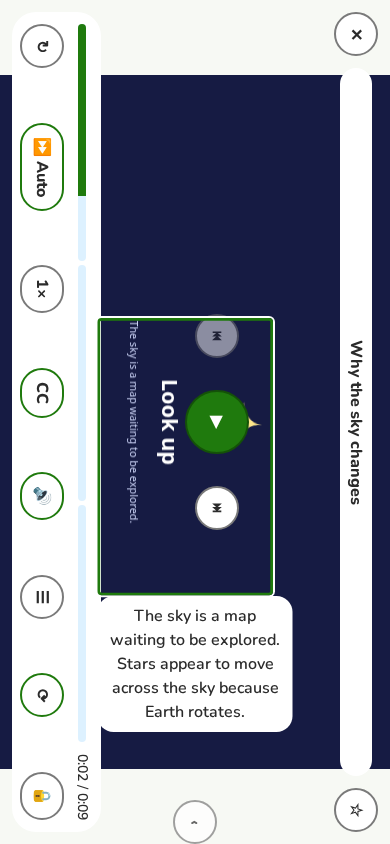 Why the sky changes
Look up
The sky is a map waiting to be explored.
The sky is a map
waiting to be explored.
Stars appear to move
across the sky because
Earth rotates.
Auto
1×
CC
0:02 / 0:09